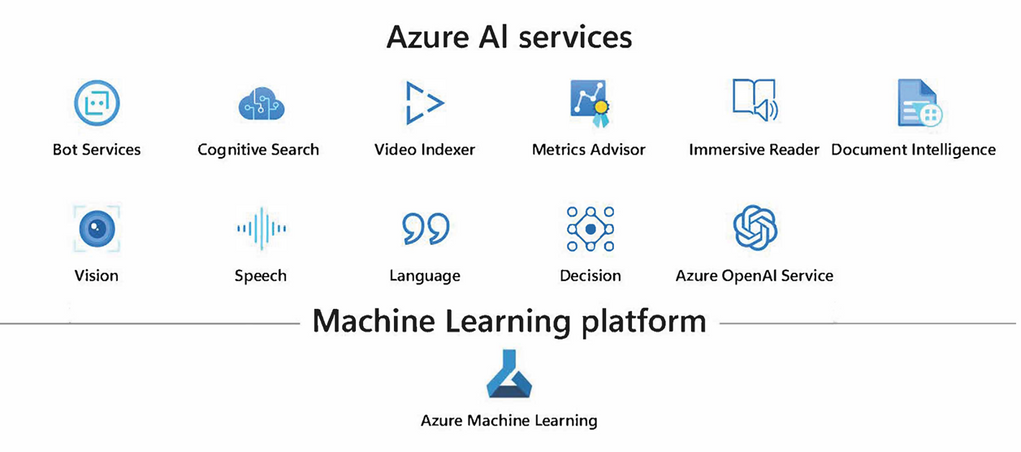 Azure AI services
Bot Services
Cognitive Search
Video Indexer
Metrics Advisor
Immersive Reader
Document Intelligence
Vision
Speech
Language
Decision
Azure OpenAI Service
Machine Learning platform
Azure Machine Learning